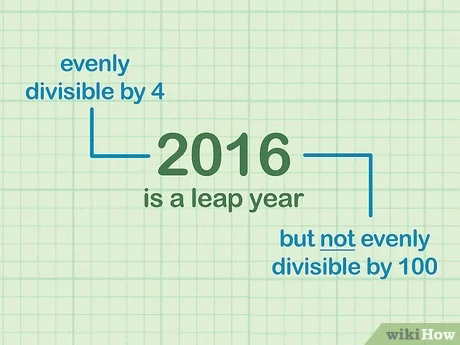 evenly
divisible by 4
2016
is a leap year
but not evenly
divisible by 100
wikiHow